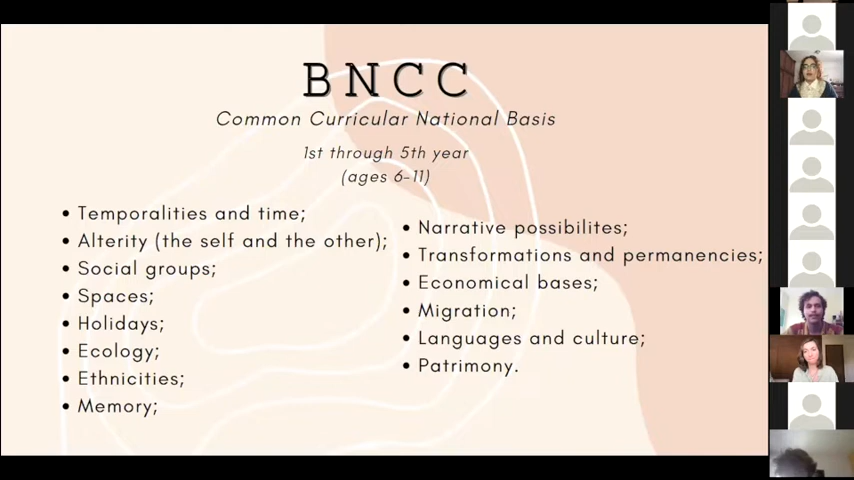 BNCC
Common Curricular National Basis
1st through 5th year
(ages 6-11)
• Temporalities and time;
• Alterity (the self and the other);
• Social groups;
• Spaces;
• Holidays;
• Ecology;
• Ethnicities;
• Memory;
• Narrative possibilites;
• Transformations and permanencies;
• Economical bases;
• Migration;
• Languages and culture;
• Patrimony.